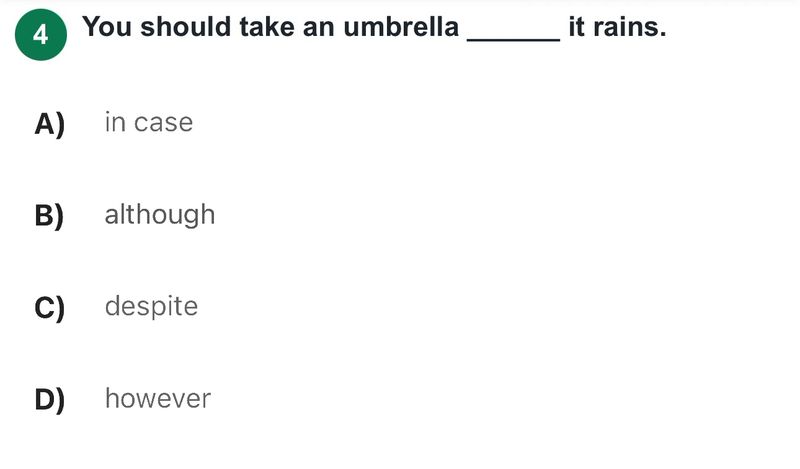 4 You should take an umbrella ______ it rains.
A) in case
B) although
C) despite
D) however